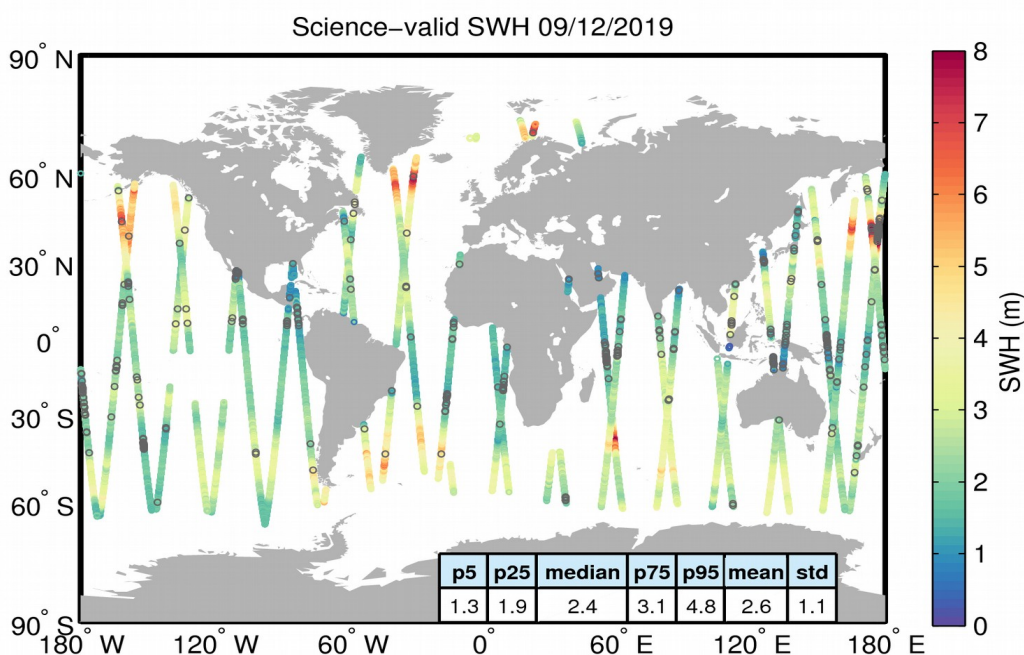 Science−valid SWH 09/12/2019
90° N
60° N
30° N
0°
30° S
60° S
90° S
180° W
120° W
60° W
0°
60° E
120° E
180° E
p5 p25 median p75 p95 mean std
1.3 1.9 2.4 3.1 4.8 2.6 1.1
8
7
6
5
4
3
2
1
0
SWH (m)